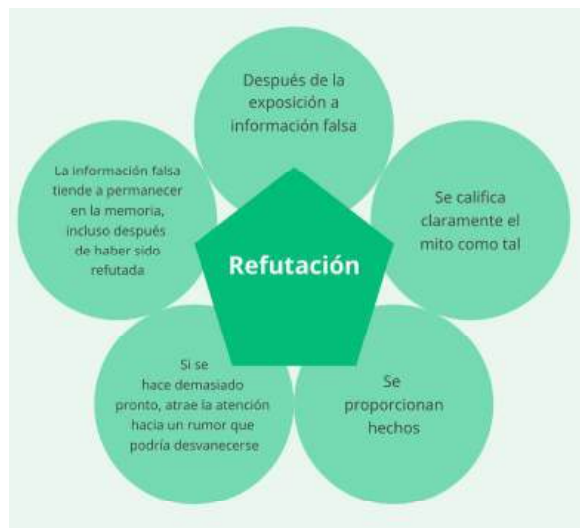 Después de la
exposición a
información falsa
Se califica
claramente el
mito como tal
Se
proporcionan
hechos
Si se
hace demasiado
pronto, atrae la atención
hacia un rumor que
podría desvanecerse
La información falsa
tiende a permanecer
en la memoria,
incluso después
de haber sido
refutada
Refutación